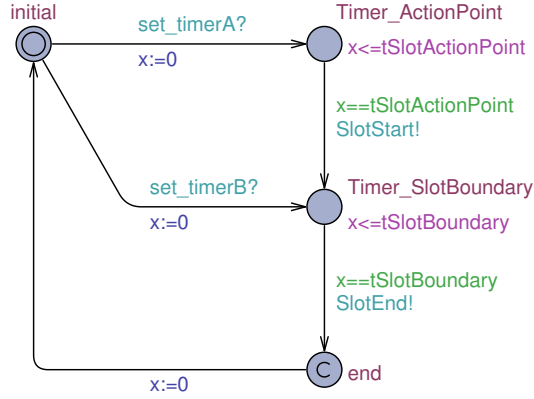 initial
Timer_ActionPoint
set_timerA?
x:=0
x<=tSlotActionPoint
x==tSlotActionPoint
SlotStart!
set_timerB?
x:=0
Timer_SlotBoundary
x<=tSlotBoundary
x==tSlotBoundary
SlotEnd!
C
end
x:=0